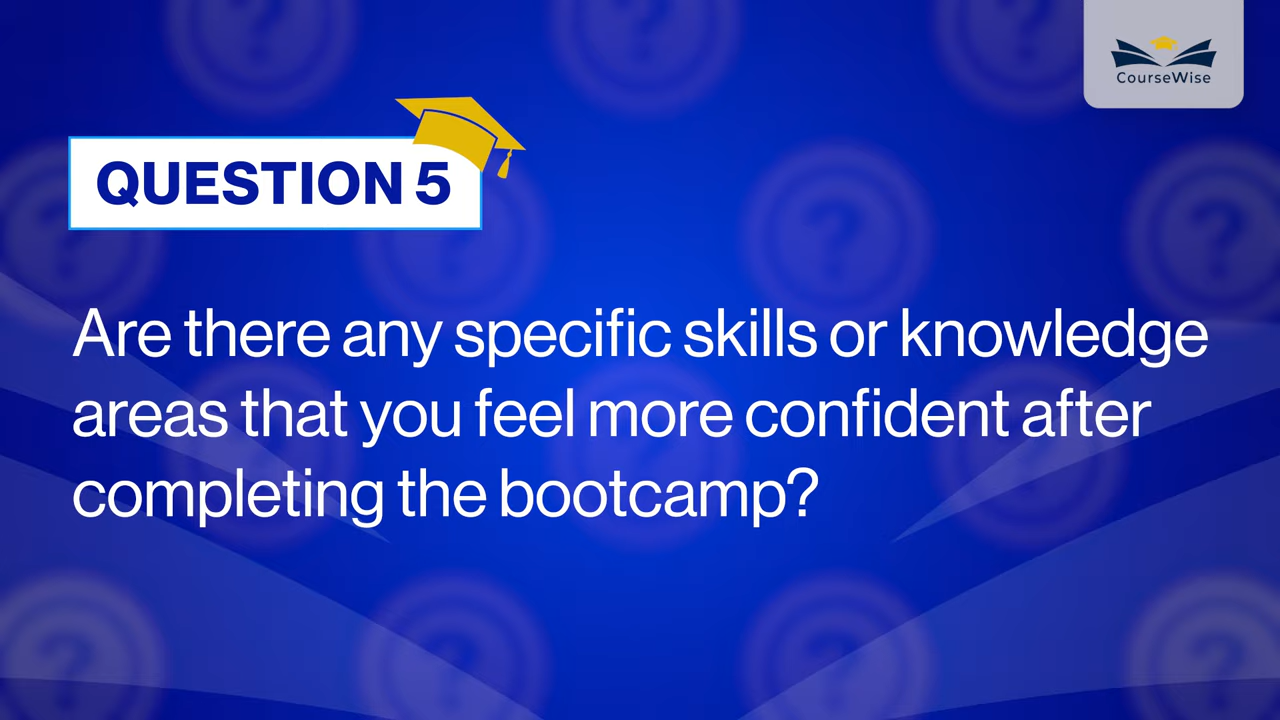 CourseWise
QUESTION 5
Are there any specific skills or knowledge
areas that you feel more confident after
completing the bootcamp?